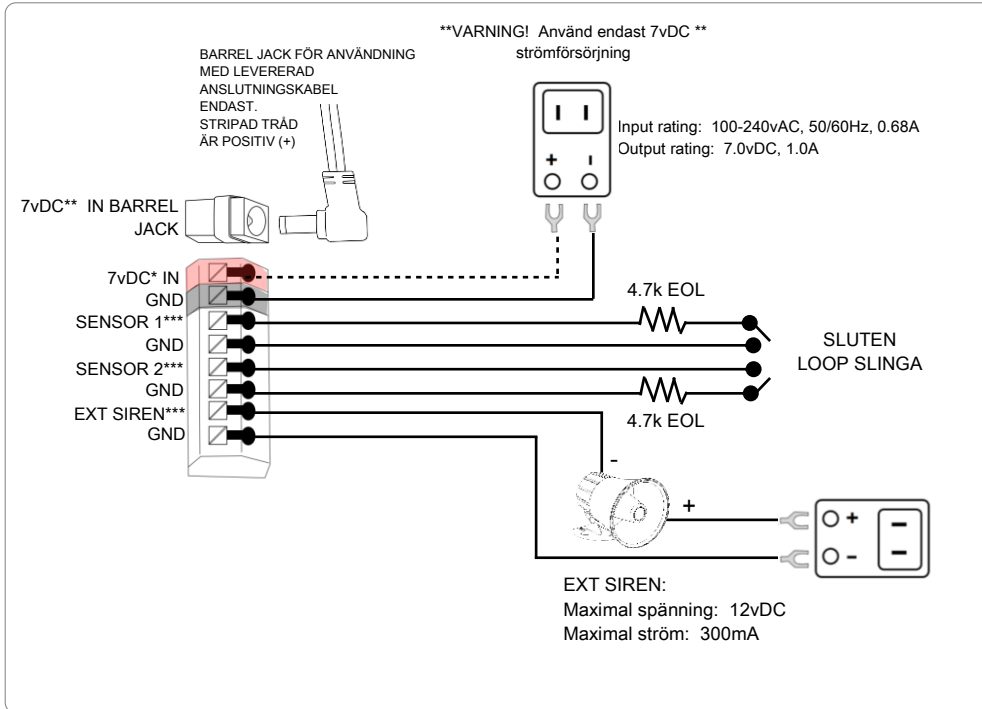 **VARNING!  Använd endast 7vDC **
strömförsörjning
BARREL JACK FÖR ANVÄNDNING
MED LEVERERAD
ANSLUTNINGSKABEL
ENDAST.
STRIPAD TRÅD
ÄR POSITIV (+)
Input rating:  100-240vAC, 50/60Hz, 0.68A
Output rating:  7.0vDC, 1.0A
+ -
7vDC**  IN BARREL
JACK
7vDC* IN
GND
SENSOR 1***
GND
SENSOR 2***
GND
EXT SIREN***
GND
4.7k EOL
SLUTEN
LOOP SLINGA
4.7k EOL
-
+
+
-
EXT SIREN:
Maximal spänning:  12vDC
Maximal ström:  300mA